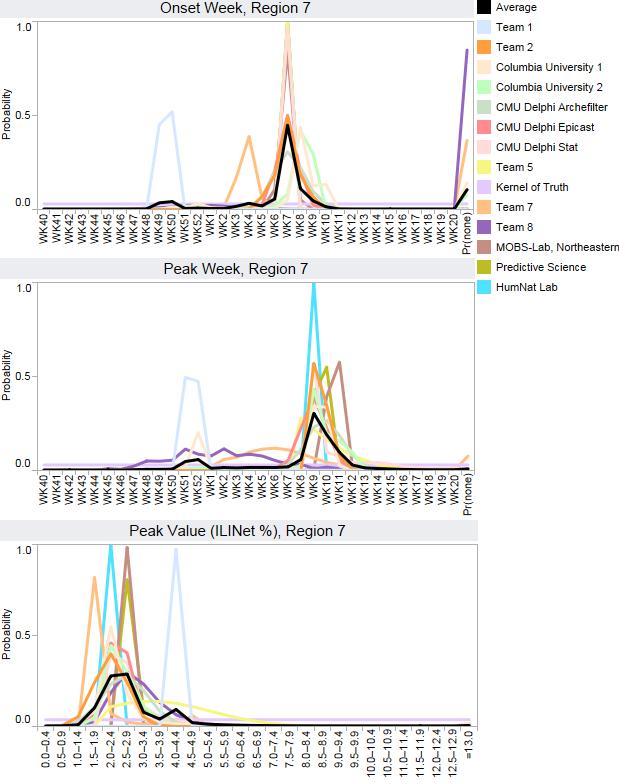 Onset Week, Region 7
1.0
0.5
0.0
Probability
WK40
WK41
WK42
WK43
WK44
WK45
WK46
WK47
WK48
WK49
WK50
WK51
WK52
WK1
WK2
WK3
WK4
WK5
WK6
WK7
WK8
WK9
WK10
WK11
WK12
WK13
WK14
WK15
WK16
WK17
WK18
WK19
WK20
Pr(none)
Average
Team 1
Team 2
Columbia University 1
Columbia University 2
CMU Delphi Archefilter
CMU Delphi Epicast
CMU Delphi Stat
Team 5
Kernel of Truth
Team 7
Team 8
MOBS-Lab, Northeastern
Predictive Science
HumNat Lab
Peak Week, Region 7
1.0
0.5
0.0
Probability
WK40
WK41
WK42
WK43
WK44
WK45
WK46
WK47
WK48
WK49
WK50
WK51
WK52
WK1
WK2
WK3
WK4
WK5
WK6
WK7
WK8
WK9
WK10
WK11
WK12
WK13
WK14
WK15
WK16
WK17
WK18
WK19
WK20
Pr(none)
Peak Value (ILINet %), Region 7
1.0
0.5
0.0
Probability
0.0–0.4
0.5–0.9
1.0–1.4
1.5–1.9
2.0–2.4
2.5–2.9
3.0–3.4
3.5–3.9
4.0–4.4
4.5–4.9
5.0–5.4
5.5–5.9
6.0–6.4
6.5–6.9
7.0–7.4
7.5–7.9
8.0–8.4
8.5–8.9
9.0–9.4
9.5–9.9
10.0–10.4
10.5–10.9
11.0–11.4
11.5–11.9
12.0–12.4
12.5–12.9
=13.0